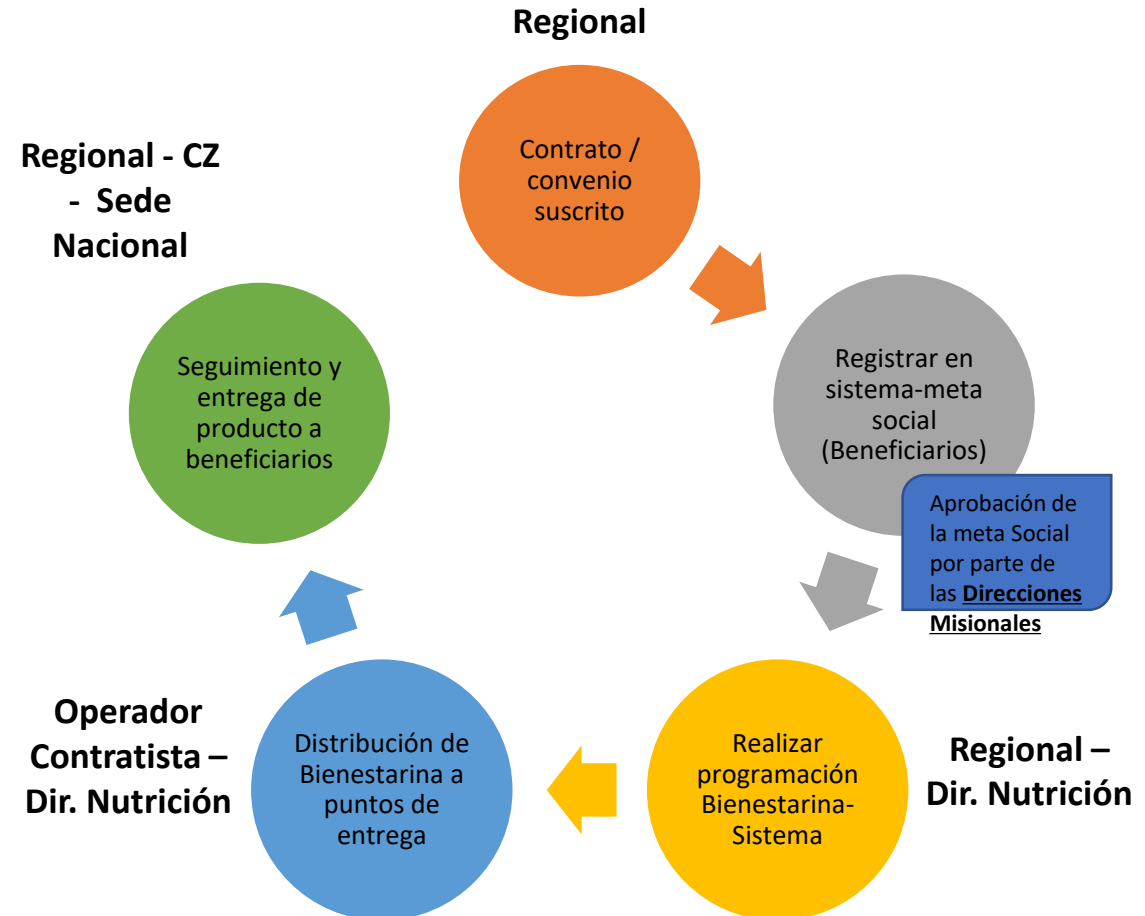 Regional
Contrato /
convenio
suscrito
Registrar en
sistema-meta
social
(Beneficiarios)
Aprobación de
la meta Social
por parte de
las Direcciones
Misionales
Realizar
programación
Bienestarina-
Sistema
Regional –
Dir. Nutrición
Distribución de
Bienestarina a
puntos de
entrega
Operador
Contratista –
Dir. Nutrición
Seguimiento y
entrega de
producto a
beneficiarios
Regional - CZ
- Sede
Nacional